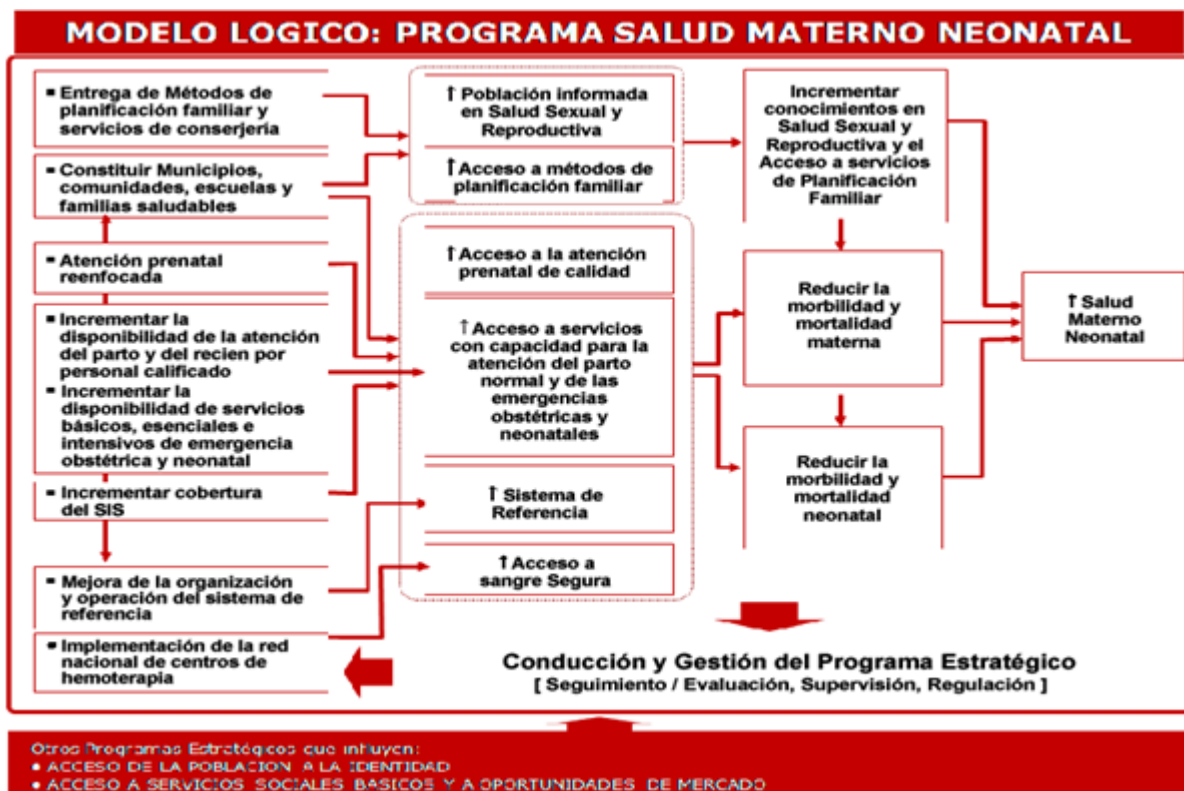 MODELO LOGICO: PROGRAMA SALUD MATERNO NEONATAL
▪ Entrega de Métodos de
planificación familiar y
servicios de conserjería
▪ Constituir Municipios,
comunidades, escuelas y
familias saludables
▪ Atención prenatal
reenfocada
▪ Incrementar la
disponibilidad de la atención
del parto y del recien por
personal calificado
▪ Incrementar la
disponibilidad de servicios
básicos, esenciales e
intensivos de emergencia
obstétrica y neonatal
▪ Incrementar cobertura
del SIS
▪ Mejora de la organización
y operación del sistema de
referencia
▪ Implementación de la red
nacional de centros de
hemoterapia
↑ Población informada
en Salud Sexual y
Reproductiva
↑ Acceso a métodos de
planificación familiar
↑ Acceso a la atención
prenatal de calidad
↑ Acceso a servicios
con capacidad para la
atención del parto
normal y de las
emergencias
obstétricas y
neonatales
↑ Sistema de
Referencia
↑ Acceso a
sangre Segura
Incrementar
conocimientos en
Salud Sexual y
Reproductiva y el
Acceso a servicios
de Planificación
Familiar
Reducir la
morbilidad y
mortalidad
materna
Reducir la
morbilidad y
mortalidad
neonatal
↑ Salud
Materno
Neonatal
Conducción y Gestión del Programa Estratégico
[ Seguimiento / Evaluación, Supervisión, Regulación ]
Otros Programas Estratégicos que influyen:
• ACCESO DE LA POBLACION A LA IDENTIDAD
• ACCESO A SERVICIOS SOCIALES BASICOS Y A OPORTUNIDADES DE MERCADO